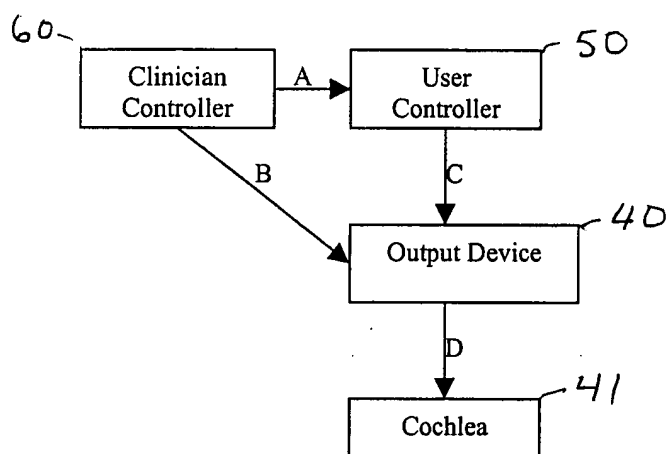 60
50
Clinician
Controller
A
User
Controller
B
C
40
Output Device
D
41
Cochlea